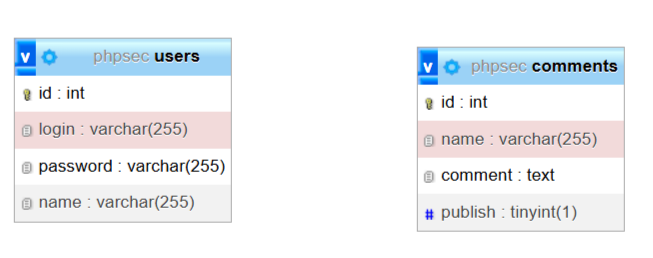 v phpsec users
id : int
login : varchar(255)
password : varchar(255)
name : varchar(255)
v phpsec comments
id : int
name : varchar(255)
comment : text
# publish : tinyint(1)